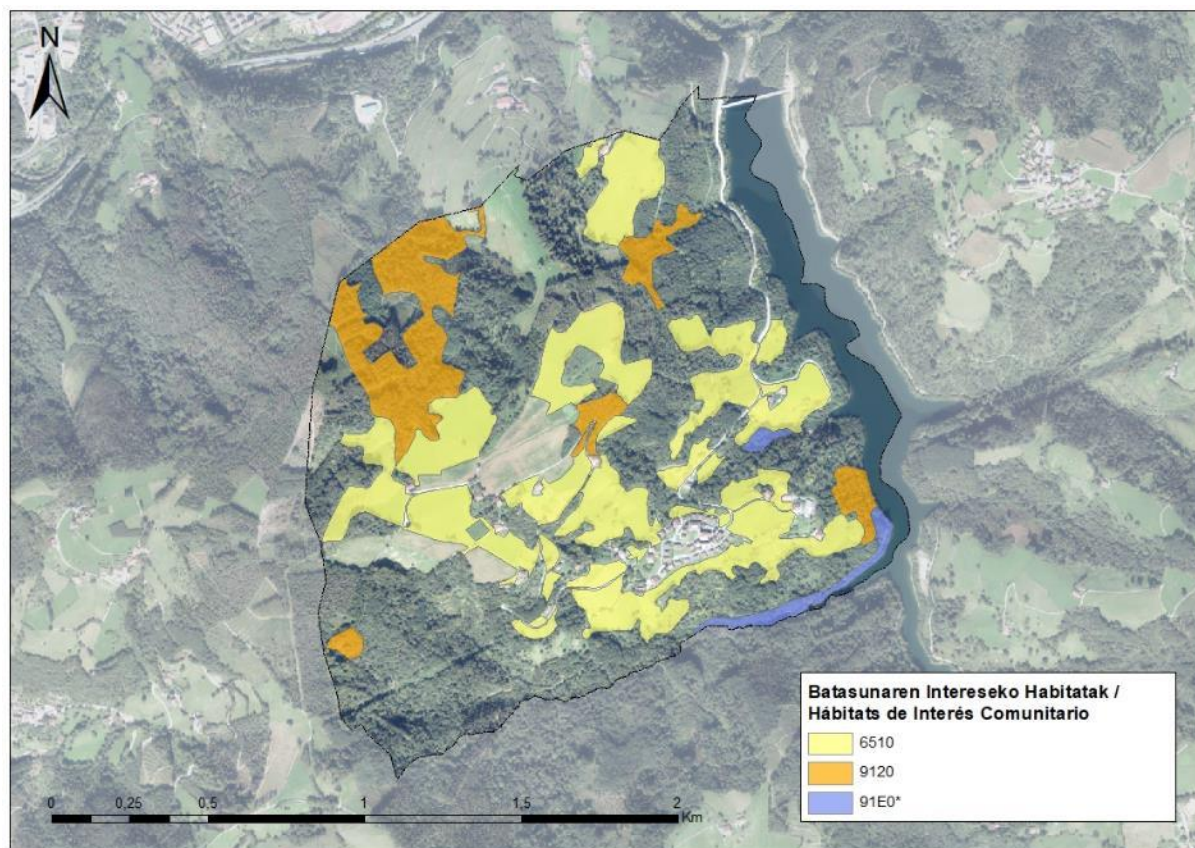 N
Batasunaren Intereseko Habitatak /
Hábitats de Interés Comunitario
6510
9120
91E0*
0 0,25 0,5 1 1,5 2
Km